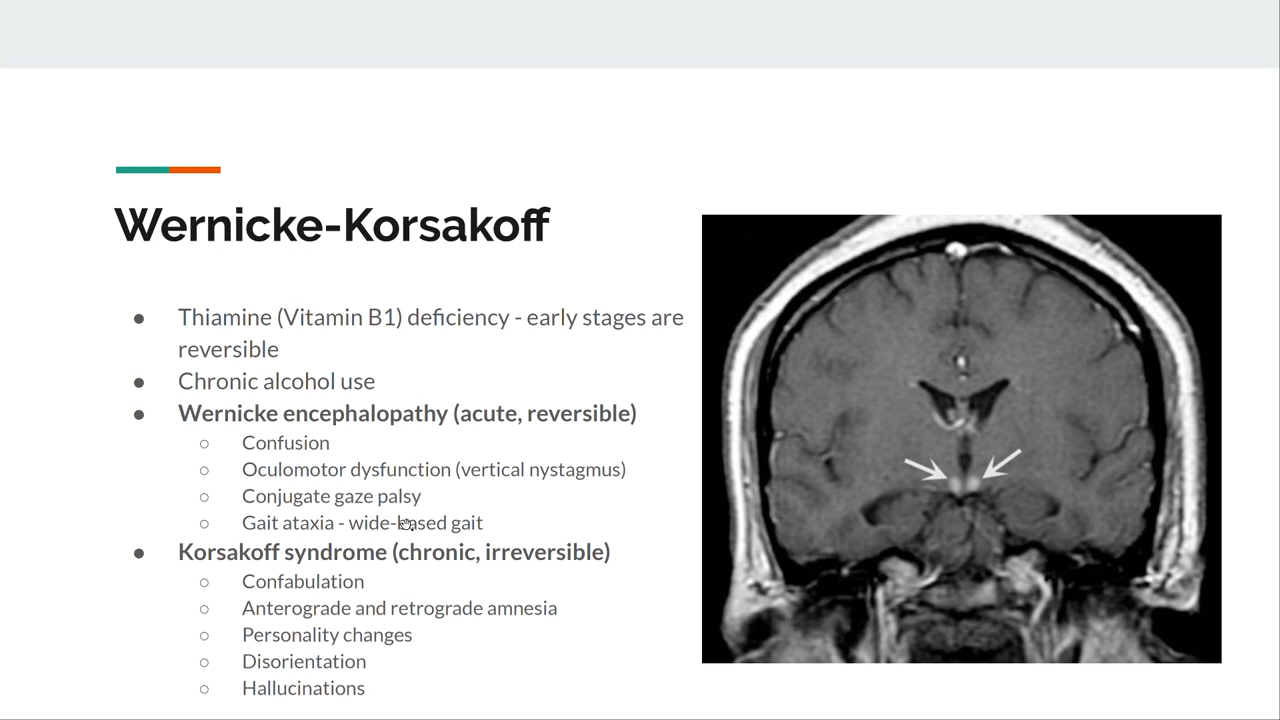 Wernicke-Korsakoff
● Thiamine (Vitamin B1) deficiency - early stages are
reversible
● Chronic alcohol use
● Wernicke encephalopathy (acute, reversible)
○ Confusion
○ Oculomotor dysfunction (vertical nystagmus)
○ Conjugate gaze palsy
○ Gait ataxia - wide-based gait
● Korsakoff syndrome (chronic, irreversible)
○ Confabulation
○ Anterograde and retrograde amnesia
○ Personality changes
○ Disorientation
○ Hallucinations